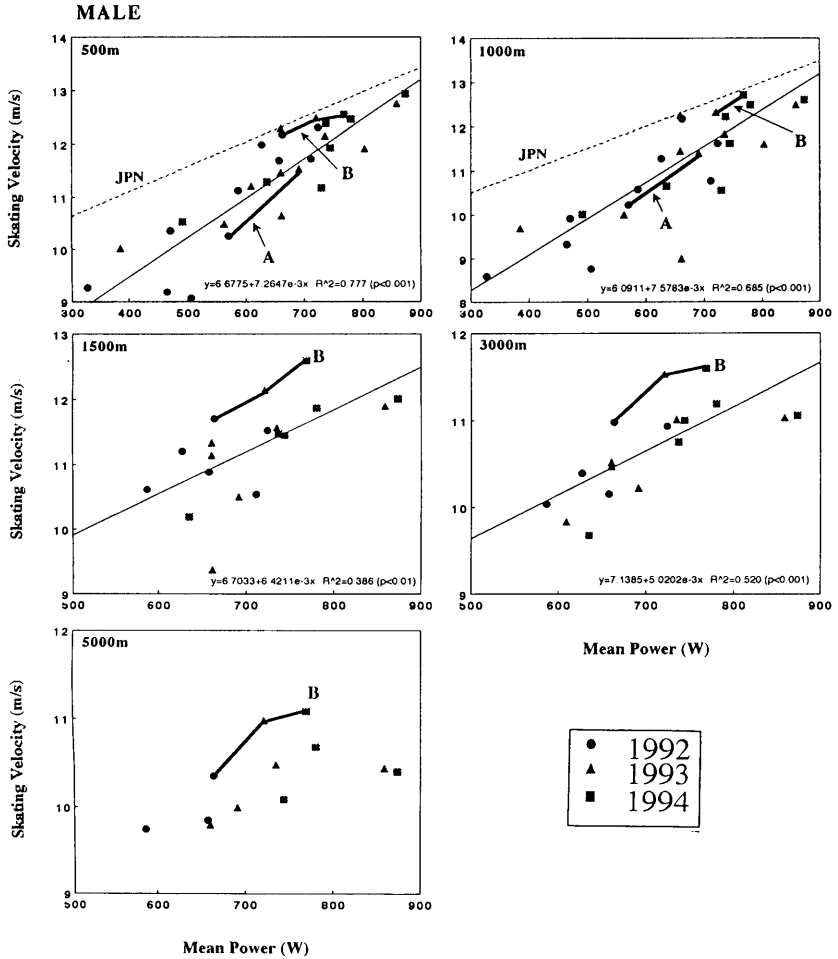 MALE
500m
Skating Velocity (m/s)
14
13
12
11
10
9
JPN
B
A
y=6 6775+7.2647e-3x R^2=0.777 (p<0.001)
300 400 500 600 700 800 900
1000m
14
13
12
11
10
9
8
JPN
B
A
y=6 0911+7 5783e-3x R^2=0.685 (p<0.001)
300 400 500 600 700 800 900
1500m
Skating Velocity (m/s)
13
12
11
10
9
B
y=6 7033+6 4211e-3x R^2=0 386 (p<0 01)
500 600 700 800 900
3000m
12
11
10
9
B
y=7.1385+5.0202e-3x R^2=0.520 (p<0.001)
500 600 700 800 900
Mean Power (W)
5000m
Skating Velocity (m/s)
12
11
10
9
B
500 600 700 800 900
Mean Power (W)
1992
1993
1994